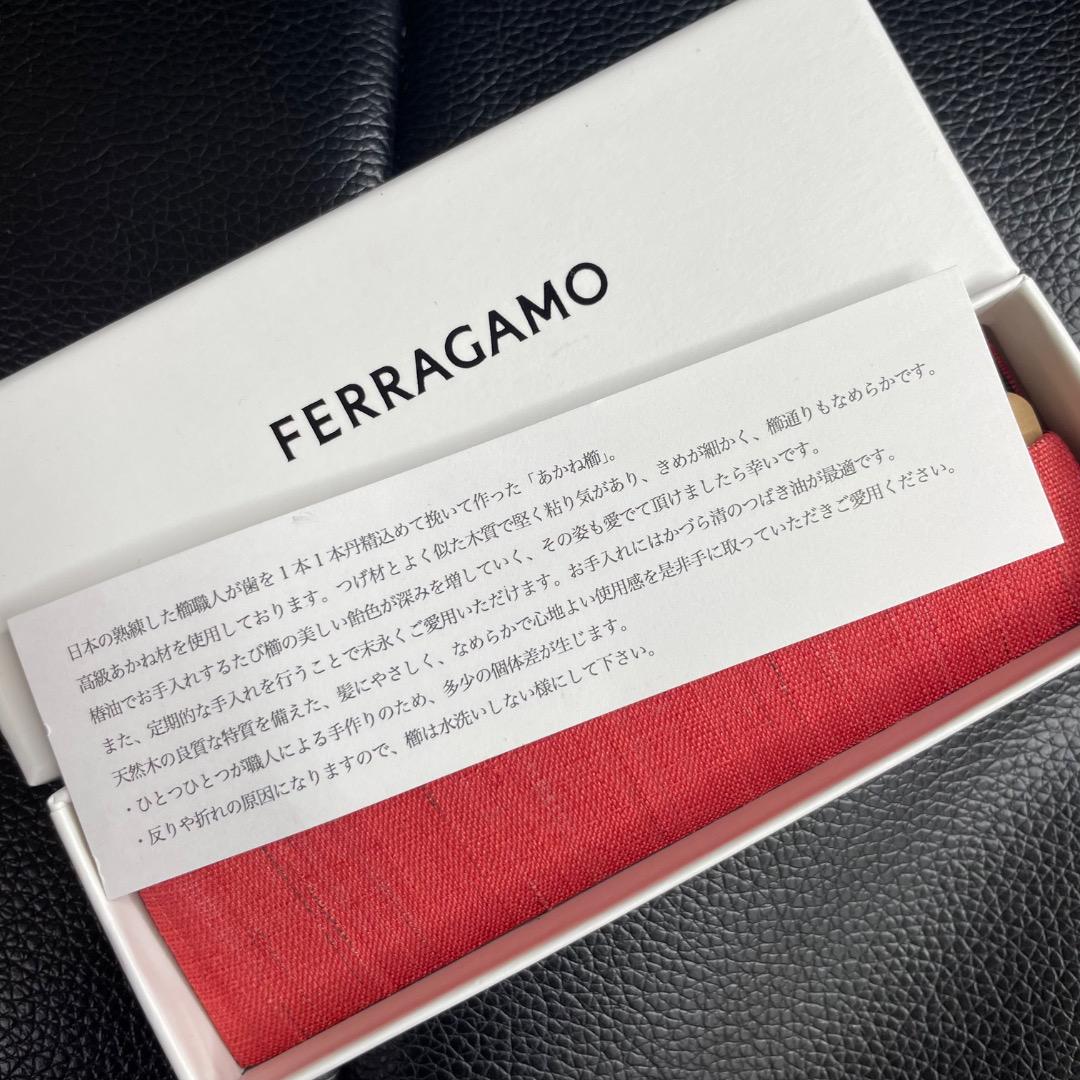 FERRAGAMO
日本の熟練した櫛職人が歯を1本1本丹精込めて挽いて作った「あかね櫛」。
高級あかね材を使用しております。つげ材とよく似た木質で堅く粘り気があり、きめが細かく、櫛通りもなめらかです。
椿油でお手入れするたび櫛の美しい飴色が深みを増していく、その姿も愛でて頂けましたら幸いです。
また、定期的な手入れを行うことで末永くご愛用いただけます。お手入れにはかづら清のつばき油が最適です。
天然木の良質な特質を備えた、髪にやさしく、なめらかで心地よい使用感を是非手に取っていただきご愛用ください。
・ひとつひとつが職人による手作りのため、多少の個体差が生じます。
・反りや折れの原因になりますので、櫛は水洗いしない様にして下さい。